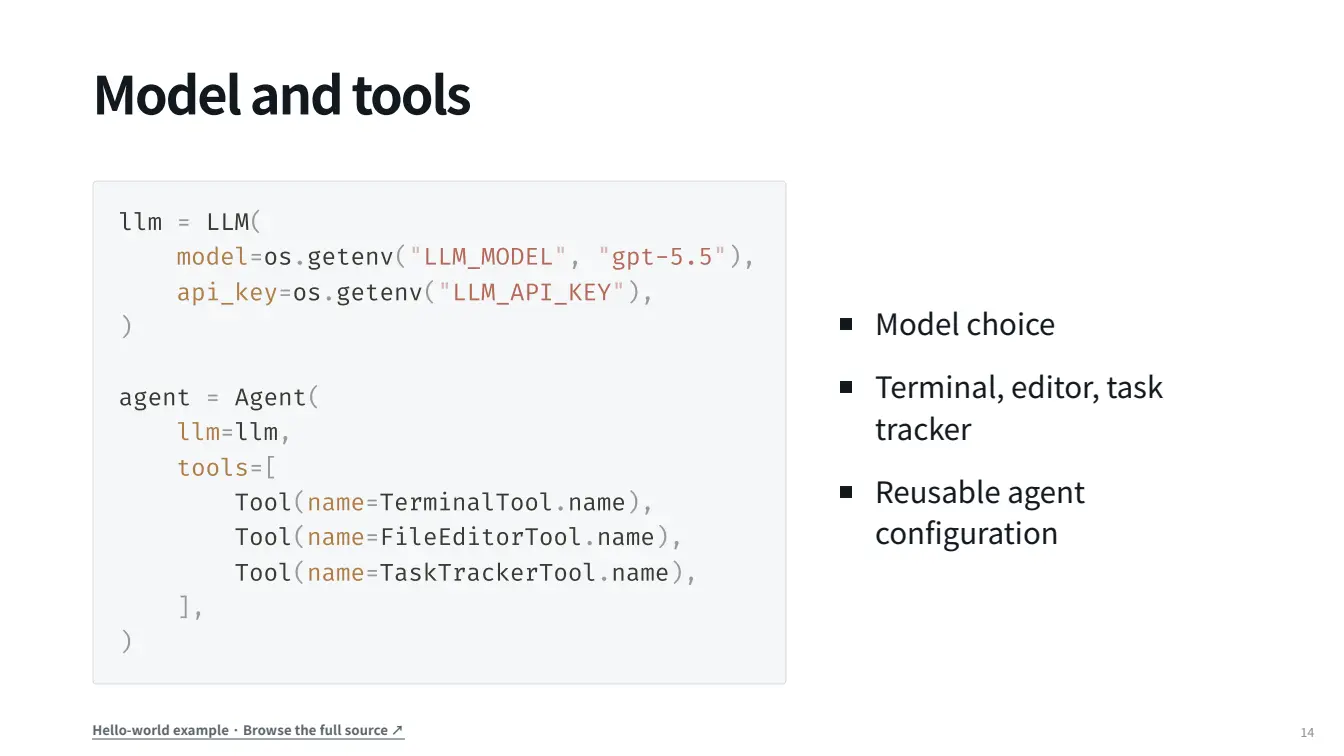 Model and tools
llm = LLM(
    model=os.getenv("LLM_MODEL", "gpt-5.5"),
    api_key=os.getenv("LLM_API_KEY"),
)

agent = Agent(
    llm=llm,
    tools=[
        Tool(name=TerminalTool.name),
        Tool(name=FileEditorTool.name),
        Tool(name=TaskTrackerTool.name),
    ],
)
■ Model choice
■ Terminal, editor, task
tracker
■ Reusable agent
configuration
Hello-world example · Browse the full source ↗
14